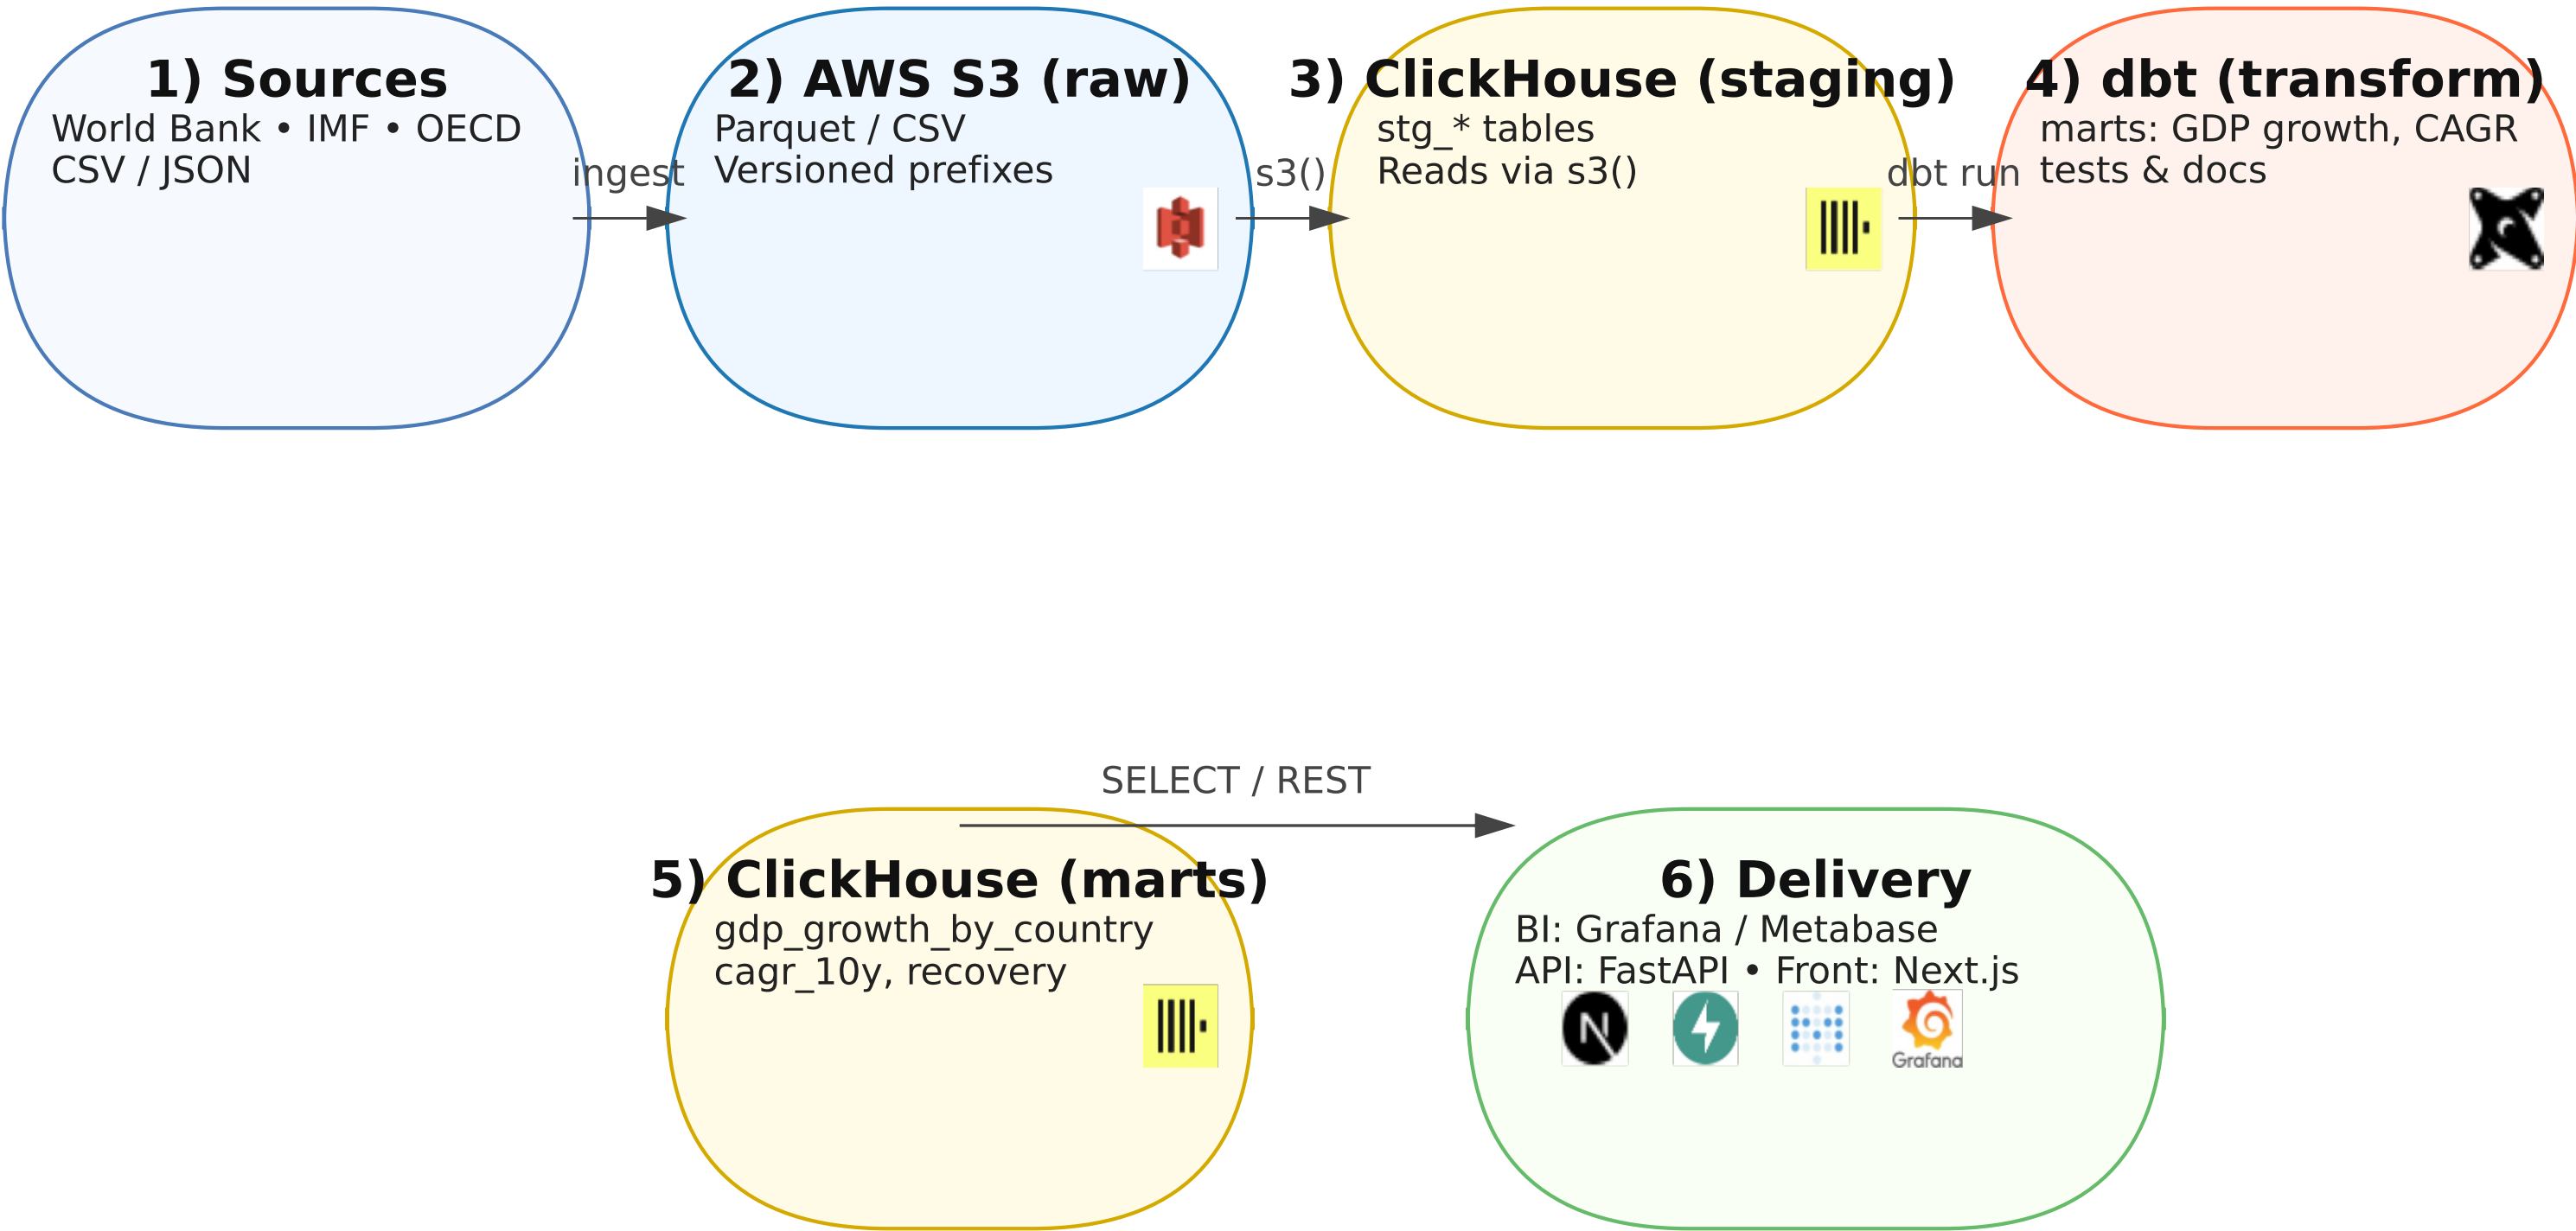 1) Sources
World Bank • IMF • OECD
CSV / JSON
ingest
2) AWS S3 (raw)
Parquet / CSV
Versioned prefixes
s3()
3) ClickHouse (staging)
stg_* tables
Reads via s3()
dbt run
4) dbt (transform)
marts: GDP growth, CAGR
tests & docs
SELECT / REST
5) ClickHouse (marts)
gdp_growth_by_country
cagr_10y, recovery
6) Delivery
BI: Grafana / Metabase
API: FastAPI • Front: Next.js
N
Grafana